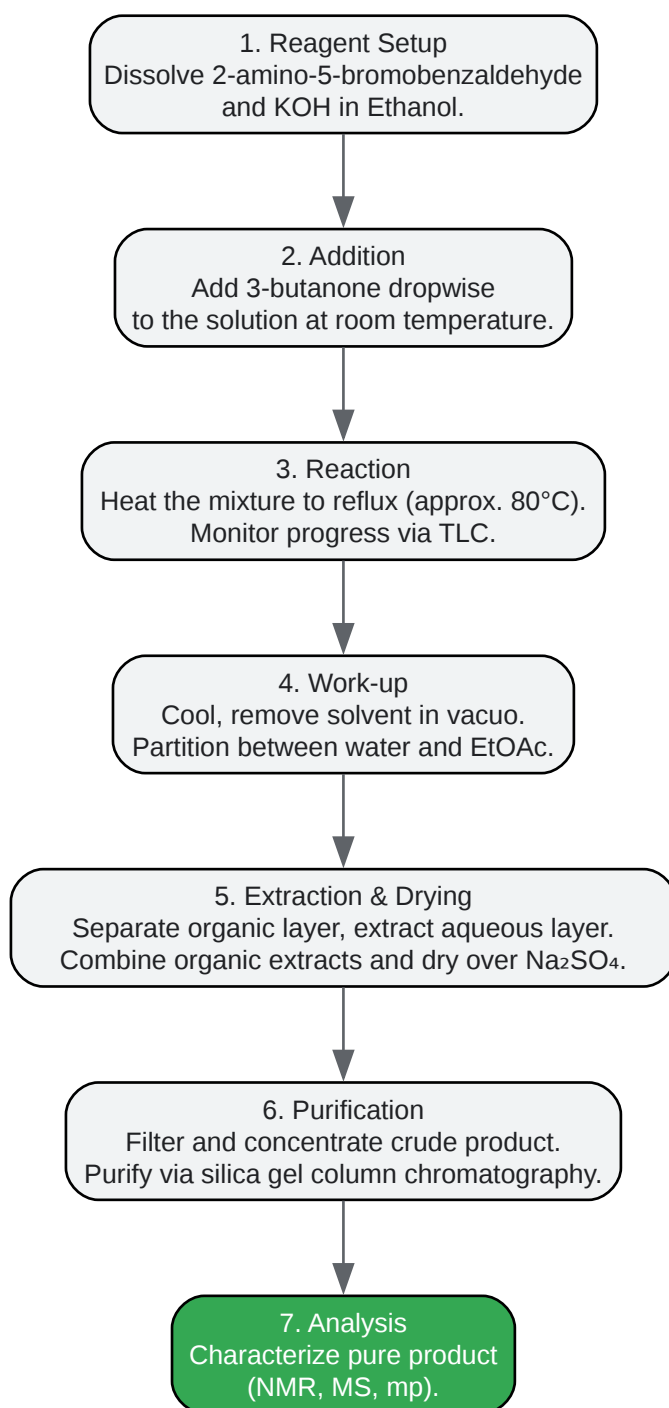 1. Reagent Setup
Dissolve 2-amino-5-bromobenzaldehyde
and KOH in Ethanol.
2. Addition
Add 3-butanone dropwise
to the solution at room temperature.
3. Reaction
Heat the mixture to reflux (approx. 80°C).
Monitor progress via TLC.
4. Work-up
Cool, remove solvent in vacuo.
Partition between water and EtOAc.
5. Extraction & Drying
Separate organic layer, extract aqueous layer.
Combine organic extracts and dry over Na₂SO₄.
6. Purification
Filter and concentrate crude product.
Purify via silica gel column chromatography.
7. Analysis
Characterize pure product
(NMR, MS, mp).